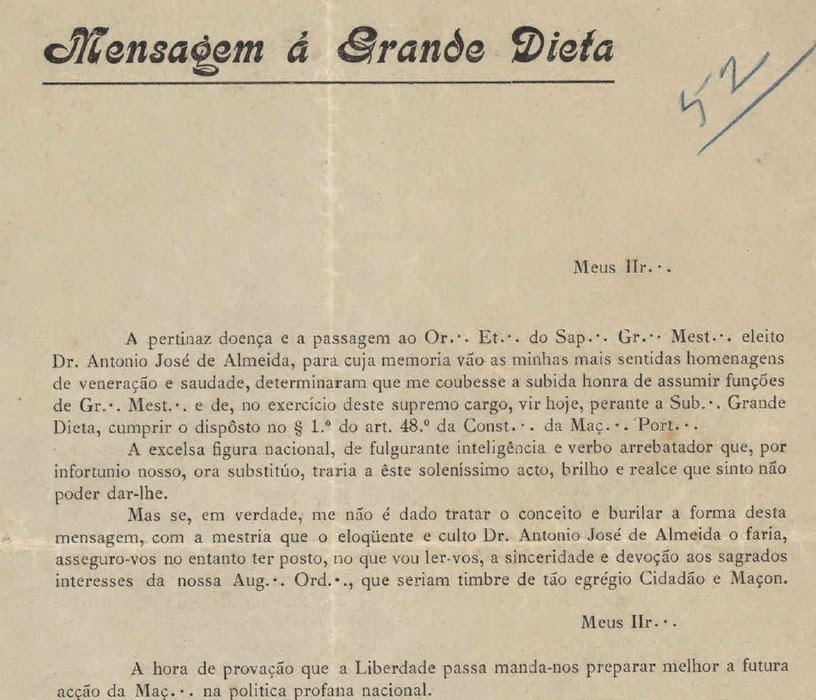 Mensagem á Grande Dieta
52
Meus IIr.·.
A pertinaz doença e a passagem ao Or.·. Et.·. do Sap.·. Gr.·. Mest.·. eleito
Dr. Antonio José de Almeida, para cuja memoria vão as minhas mais sentidas homenagens
de veneração e saudade, determinaram que me coubesse a subida honra de assumir funções
de Gr.·. Mest.·. e de, no exercício deste supremo cargo, vir hoje, perante a Sub.·. Grande
Dieta, cumprir o dispôsto no § 1.º do art. 48.º da Const.·. da Maç.·. Port.·.
A excelsa figura nacional, de fulgurante inteligência e verbo arrebatador que, por
infortunio nosso, ora substitúo, traria a êste soleníssimo acto, brilho e realce que sinto não
poder dar-lhe.
Mas se, em verdade, me não é dado tratar o conceito e burilar a forma desta
mensagem, com a mestria que o eloqüente e culto Dr. Antonio José de Almeida o faria,
asseguro-vos no entanto ter posto, no que vou ler-vos, a sinceridade e devoção aos sagrados
interesses da nossa Aug.·. Ord.·., que seriam timbre de tão egrégio Cidadão e Maçon.
Meus IIr.·.
A hora de provação que a Liberdade passa manda-nos preparar melhor a futura
acção da Maç.·. na politica profana nacional.